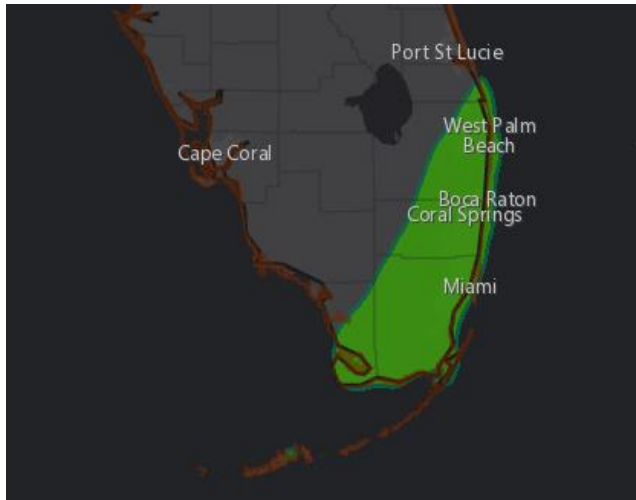 Port St Lucie
West Palm
Beach
Cape Coral
Boca Raton
Coral Springs
Miami